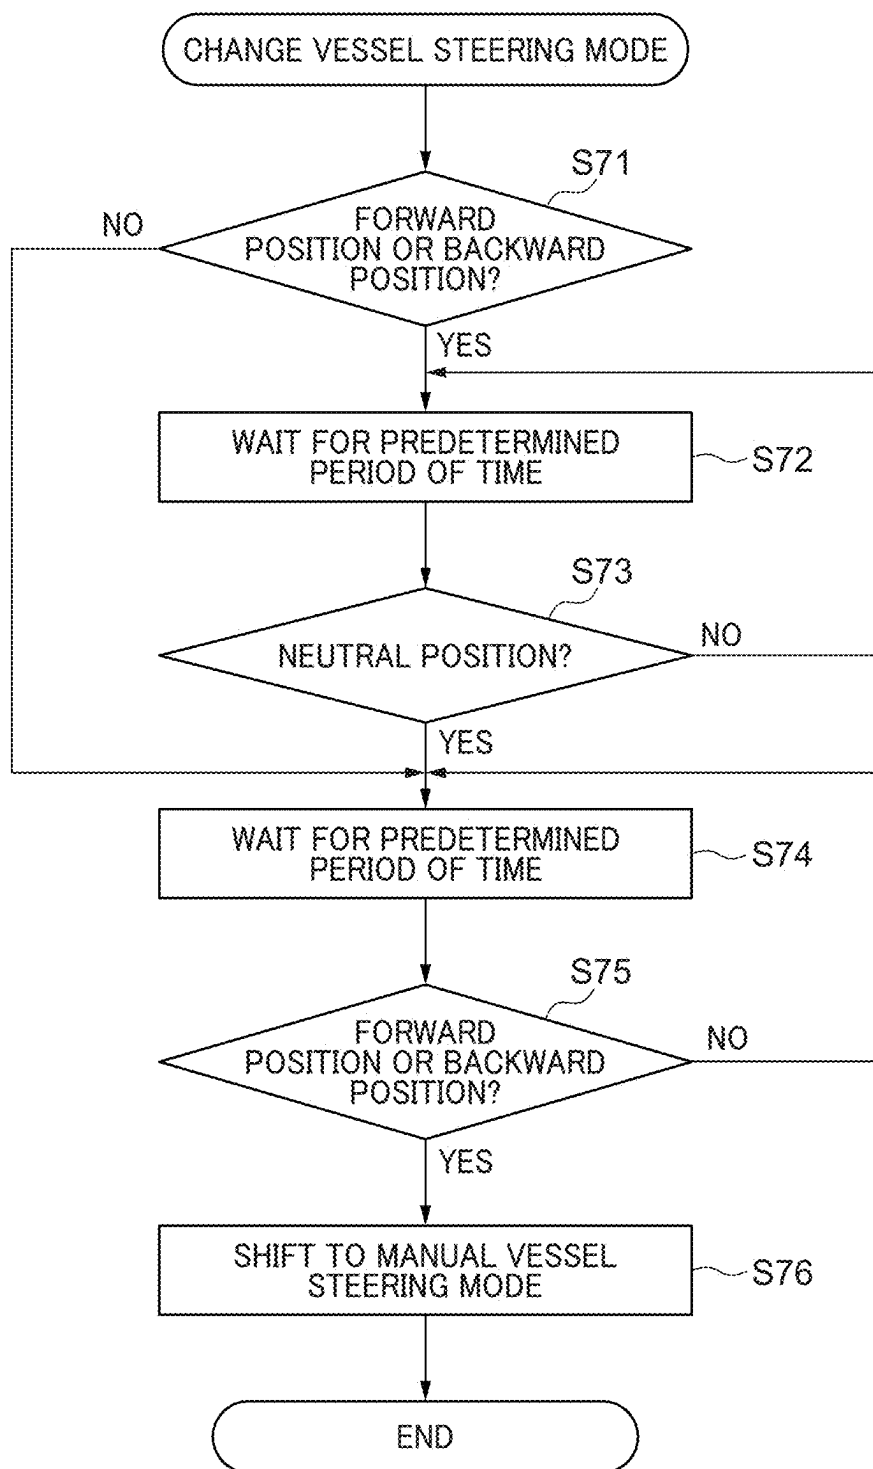 CHANGE VESSEL STEERING MODE
S71
NO
FORWARD
POSITION OR BACKWARD
POSITION?
YES
WAIT FOR PREDETERMINED
PERIOD OF TIME
S72
S73
NEUTRAL POSITION?
NO
YES
WAIT FOR PREDETERMINED
PERIOD OF TIME
S74
S75
FORWARD
POSITION OR BACKWARD
POSITION?
NO
YES
SHIFT TO MANUAL VESSEL
STEERING MODE
S76
END